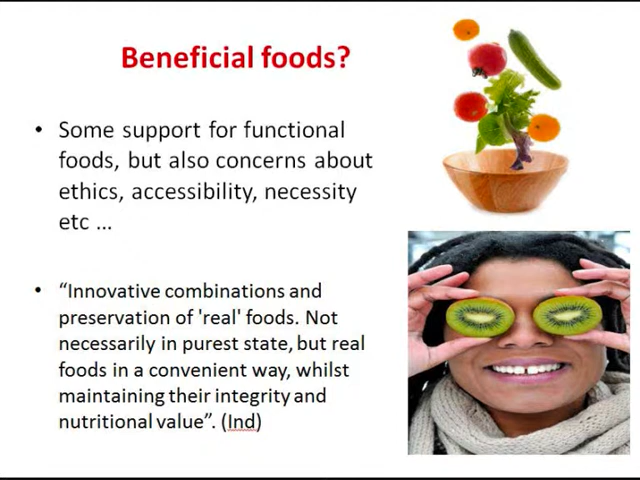 Beneficial foods?
• Some support for functional
foods, but also concerns about
ethics, accessibility, necessity
etc …
• “Innovative combinations and
preservation of 'real' foods. Not
necessarily in purest state, but real
foods in a convenient way, whilst
maintaining their integrity and
nutritional value”. (Ind)